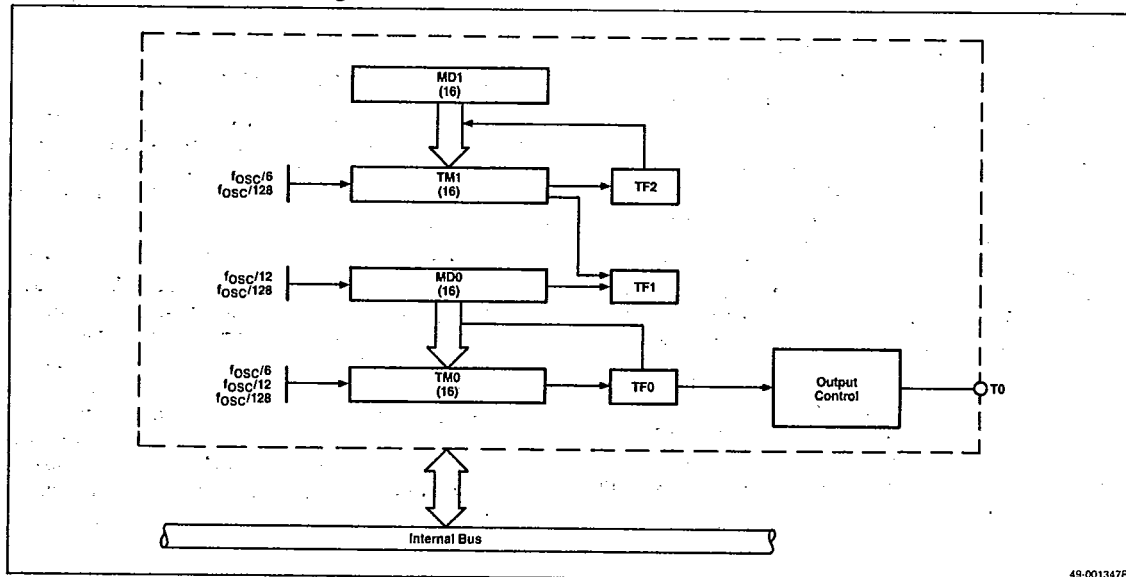 MD1
(16)
fOSC/6
fOSC/128
TM1
(16)
TF2
fOSC/12
fOSC/128
MD0
(16)
TF1
fOSC/6
fOSC/12
fOSC/128
TM0
(16)
TF0
Output
Control
TO
Internal Bus
49-001347B